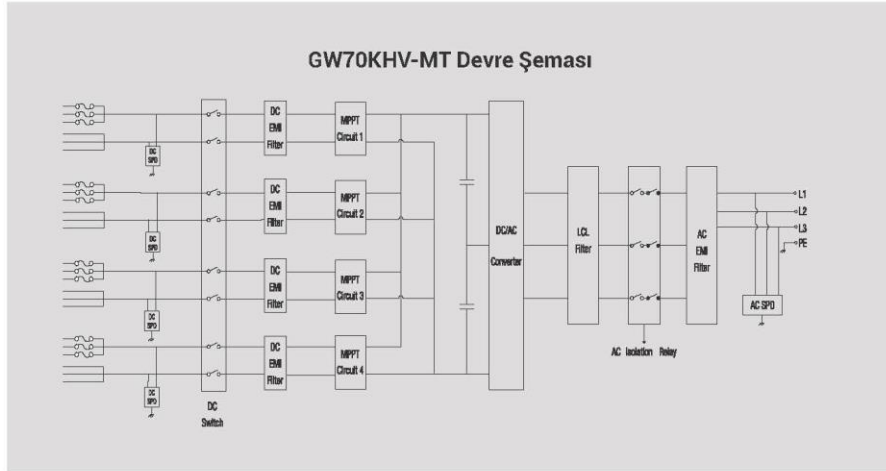 GW70KHV-MT Devre Şeması
DC
SPD
DC
SPD
DC
SPD
DC
SPD
DC
Switch
DC
EMI
Filter
DC
EMI
Filter
DC
EMI
Filter
DC
EMI
Filter
MPPT
Circuit 1
MPPT
Circuit 2
MPPT
Circuit 3
MPPT
Circuit 4
DC/AC
Converter
LCL
Filter
AC Isolation Relay
AC
EMI
Filter
L1
L2
L3
PE
AC SPD